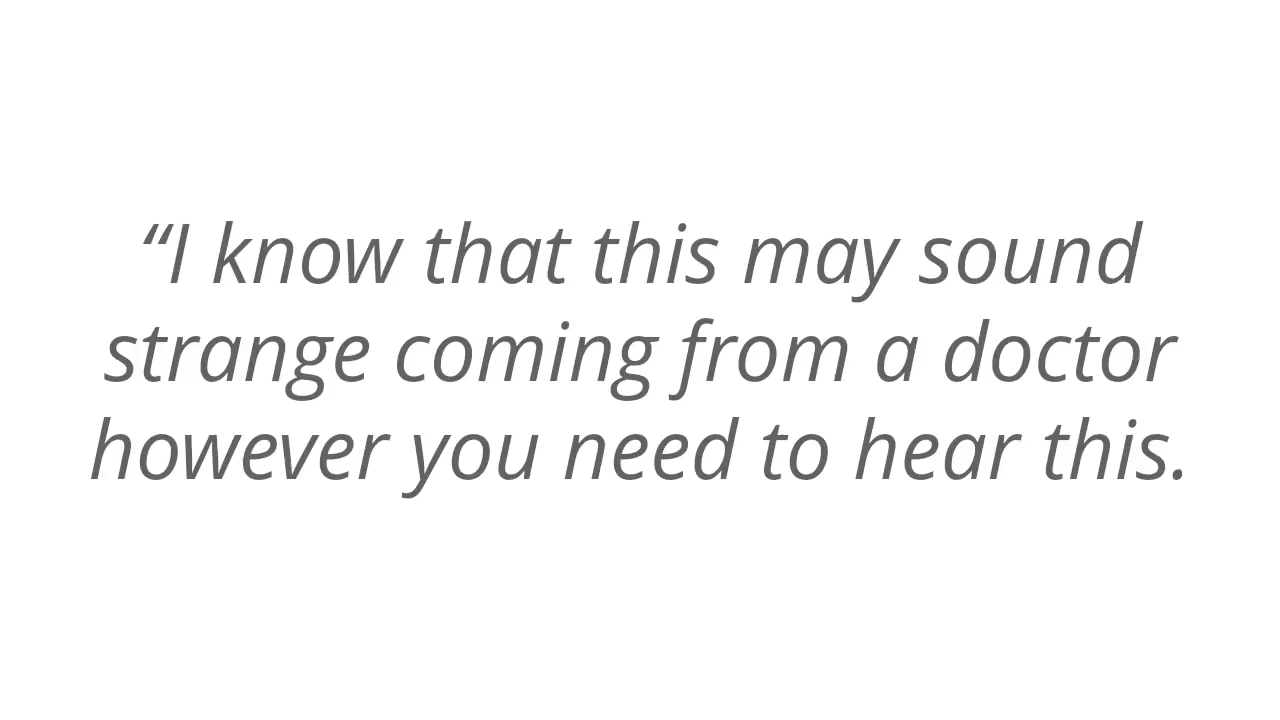 “I know that this may sound
strange coming from a doctor
however you need to hear this.